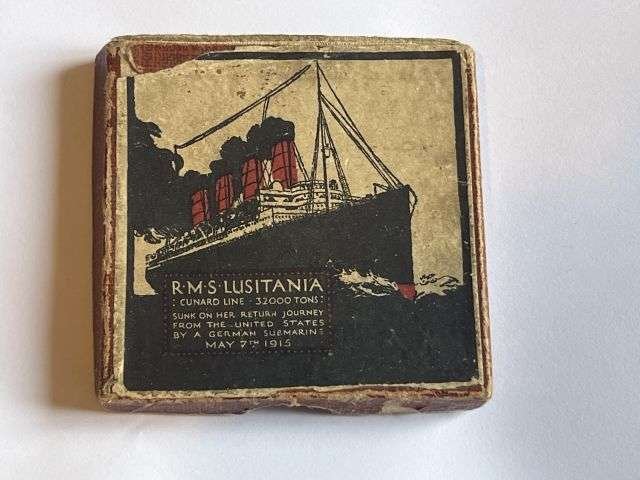 R·M·S·LUSITANIA
: CUNARD LINE · 32000 TONS :
SUNK ON HER RETURN JOURNEY
FROM THE UNITED STATES
BY A GERMAN SUBMARINE
MAY 7TH 1915